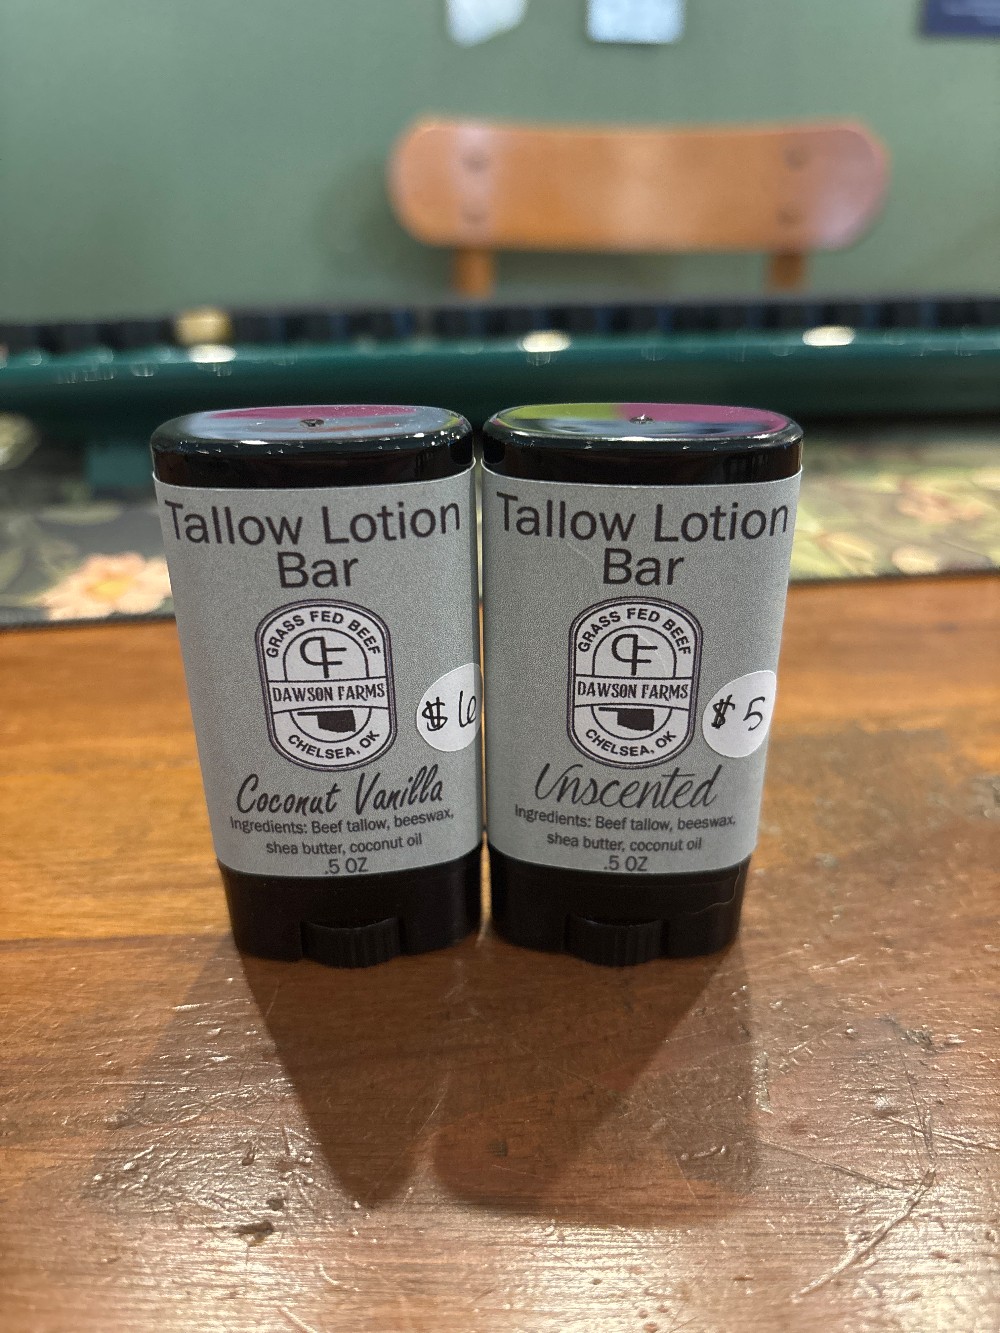 Tallow Lotion
Bar
GRASS FED BEEF
DAWSON FARMS
CHELSEA, OK
$6
Coconut Vanilla
Ingredients: Beef tallow, beeswax,
shea butter, coconut oil
.5 OZ
Tallow Lotion
Bar
GRASS FED BEEF
DAWSON FARMS
CHELSEA, OK
$5
Unscented
Ingredients: Beef tallow, beeswax,
shea butter, coconut oil
.5 OZ